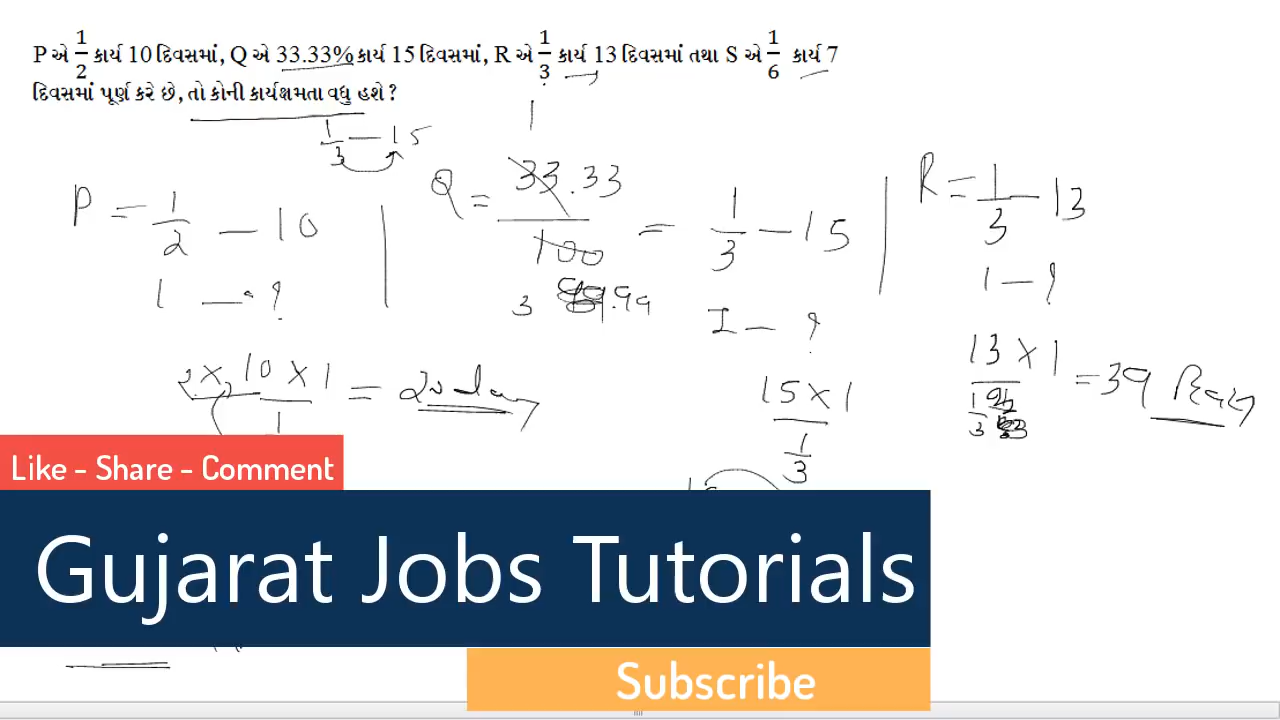 P એ 1/2 કાર્ય 10 દિવસમાં, Q એ 33.33% કાર્ય 15 દિવસમાં, R એ 1/3 કાર્ય 13 દિવસમાં તથા S એ 1/6 કાર્ય 7
દિવસમાં પૂર્ણ કરે છે, તો કોની કાર્યક્ષમતા વધુ હશે ?
1/3 — 15
1
P = 1/2 — 10
Q = 33.33/100 = 1/3 — 15
R = 1/3 — 13
1 — ?
3
.99
1 — ?
1 — ?
2 × 10 × 1 / 1 = 20 day
15 × 1
1/3
13 × 1
1/3
= 39
Like - Share - Comment
Gujarat Jobs Tutorials
Subscribe